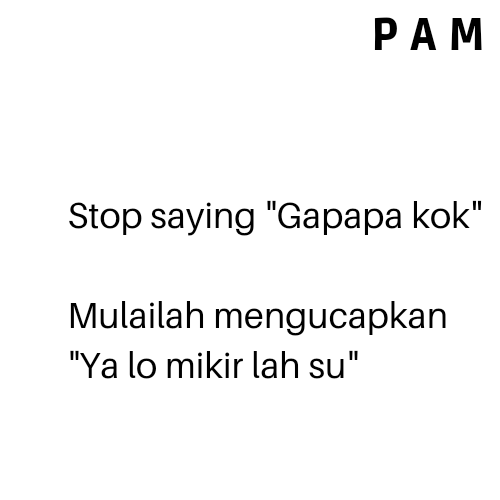 P A M
Stop saying "Gapapa kok"
Mulailah mengucapkan
"Ya lo mikir lah su"